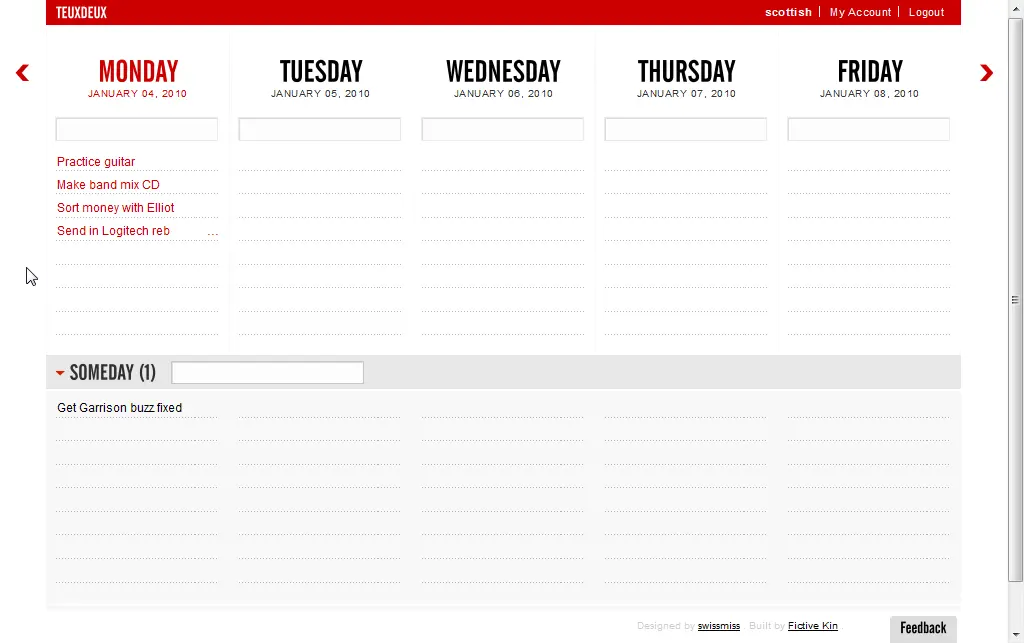 TEUXDEUX
scottish | My Account | Logout
MONDAY TUESDAY WEDNESDAY THURSDAY FRIDAY
JANUARY 04, 2010 JANUARY 05, 2010 JANUARY 06, 2010 JANUARY 07, 2010 JANUARY 08, 2010
Practice guitar
Make band mix CD
Sort money with Elliot
Send in Logitech reb ...
SOMEDAY (1)
Get Garrison buzz fixed
Designed by swissmiss . Built by Fictive Kin .
Feedback